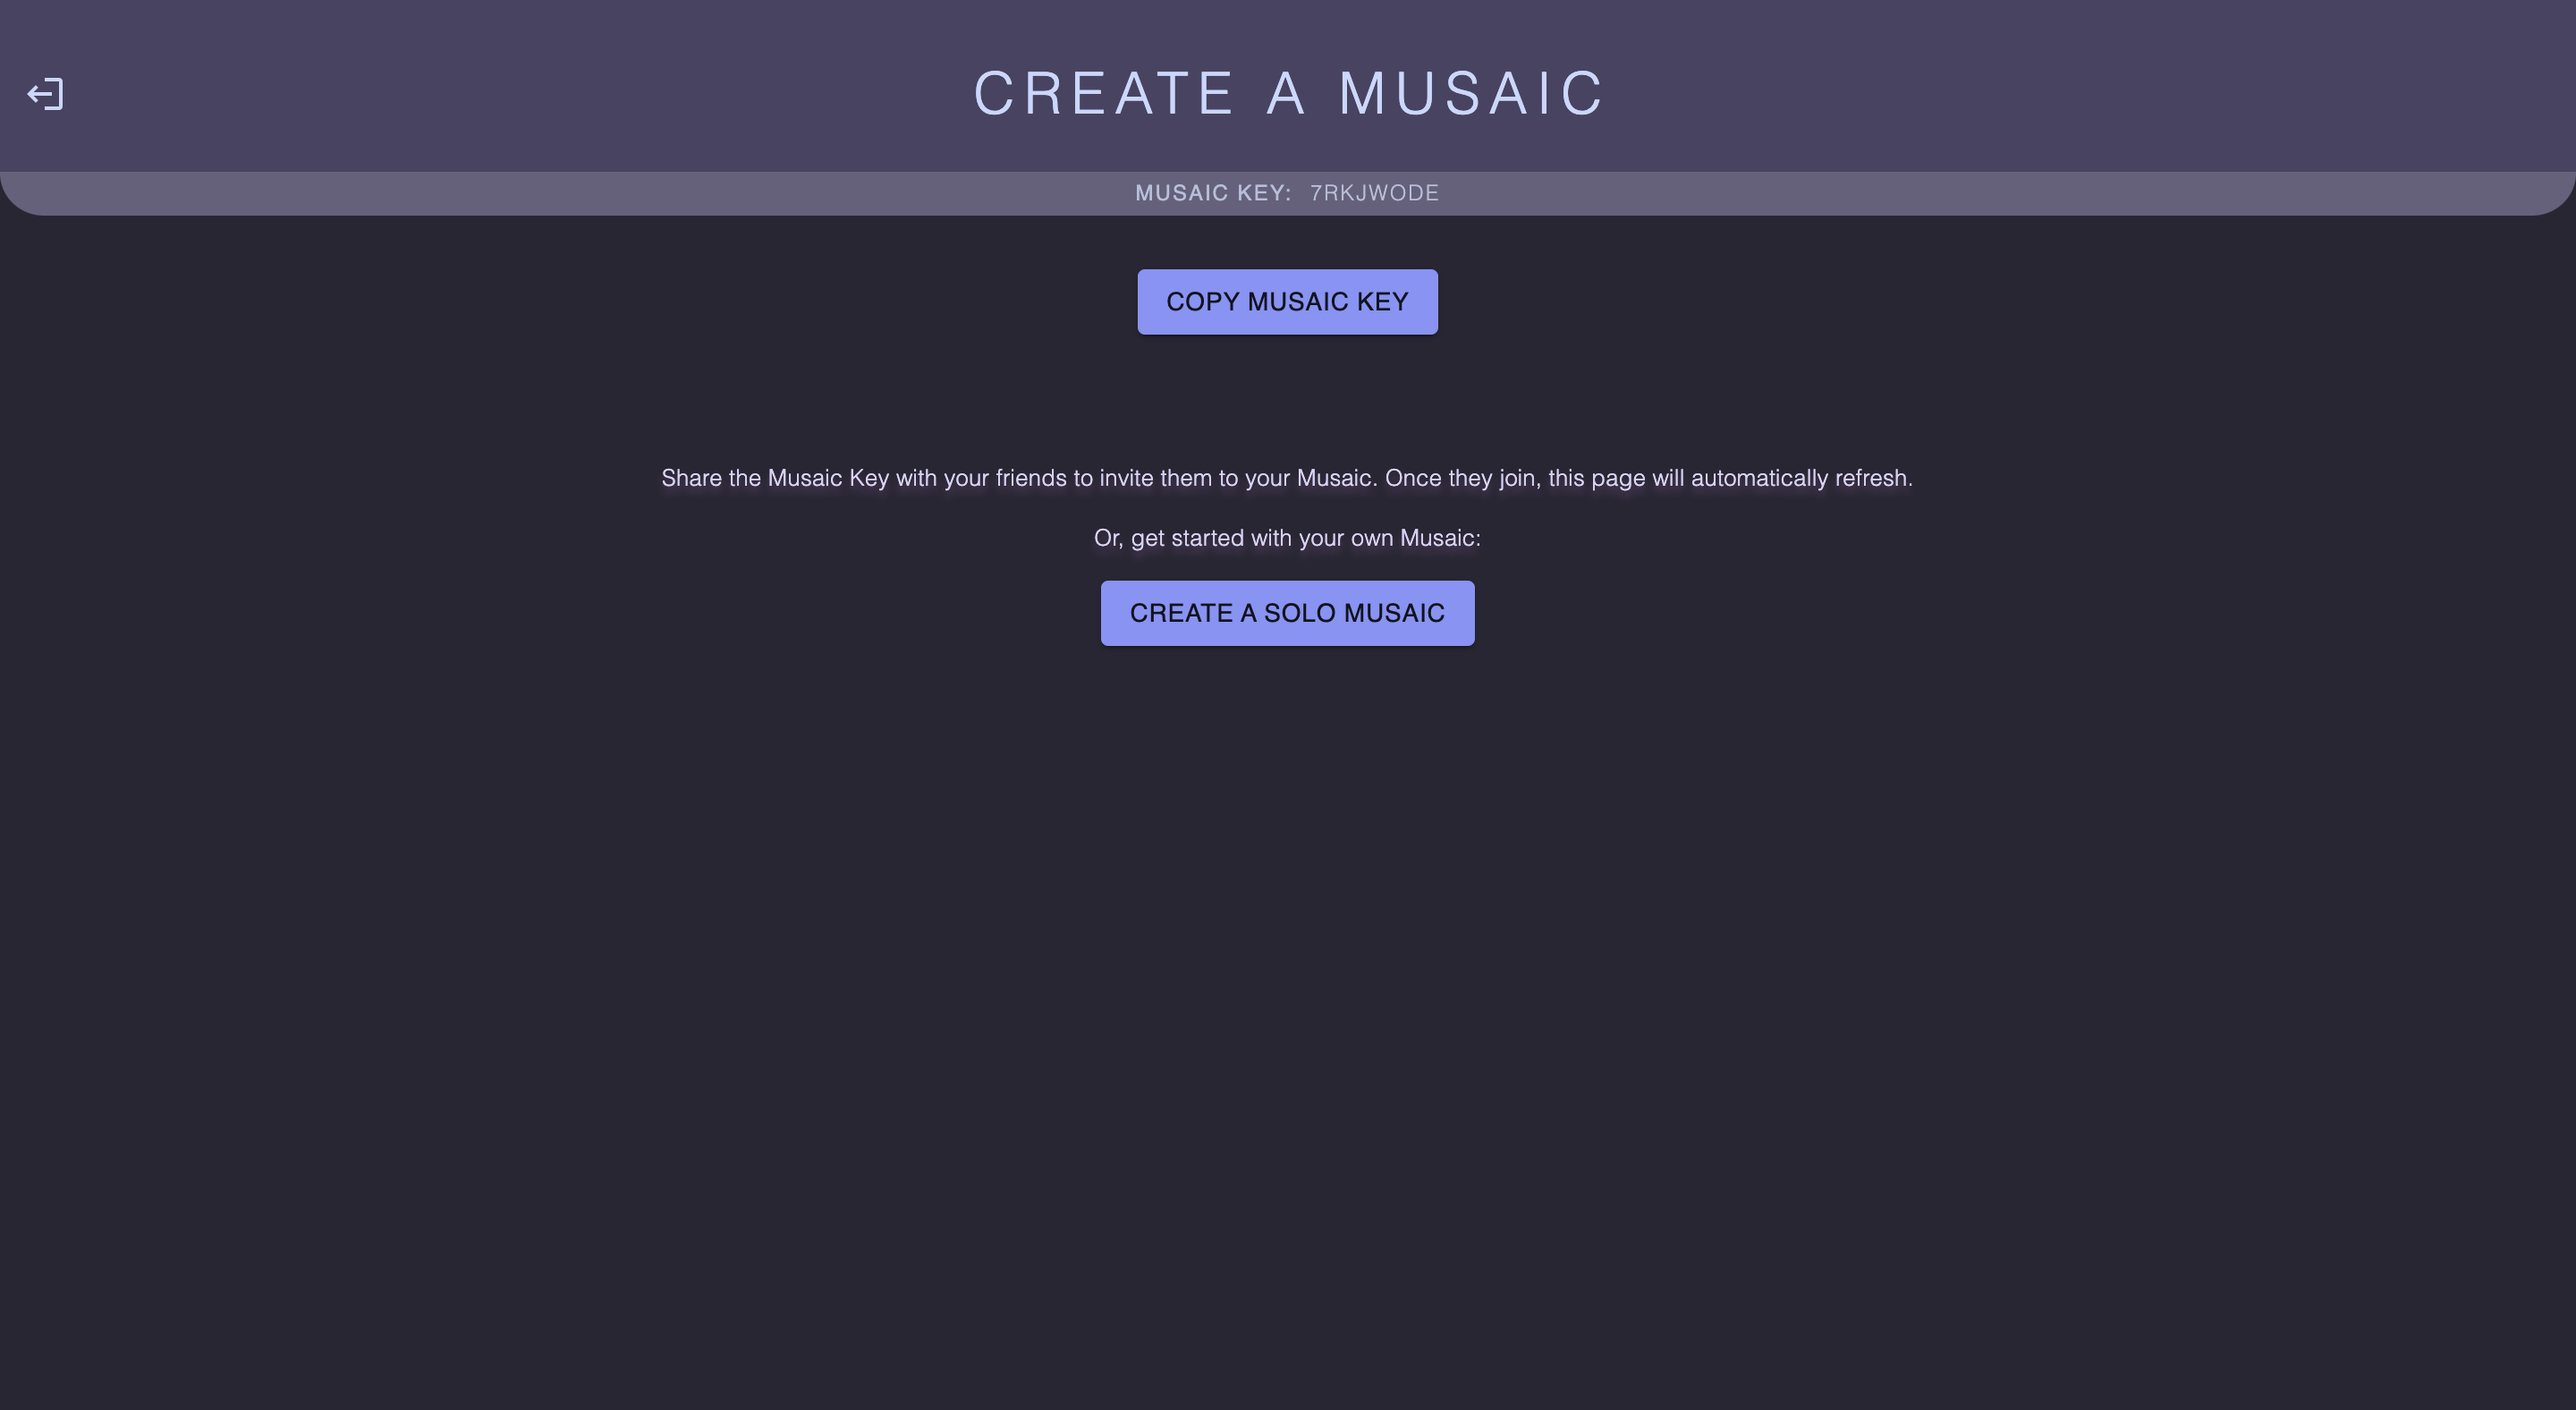 CREATE A MUSAIC
MUSAIC KEY: 7RKJWODE
COPY MUSAIC KEY
Share the Musaic Key with your friends to invite them to your Musaic. Once they join, this page will automatically refresh.
Or, get started with your own Musaic:
CREATE A SOLO MUSAIC